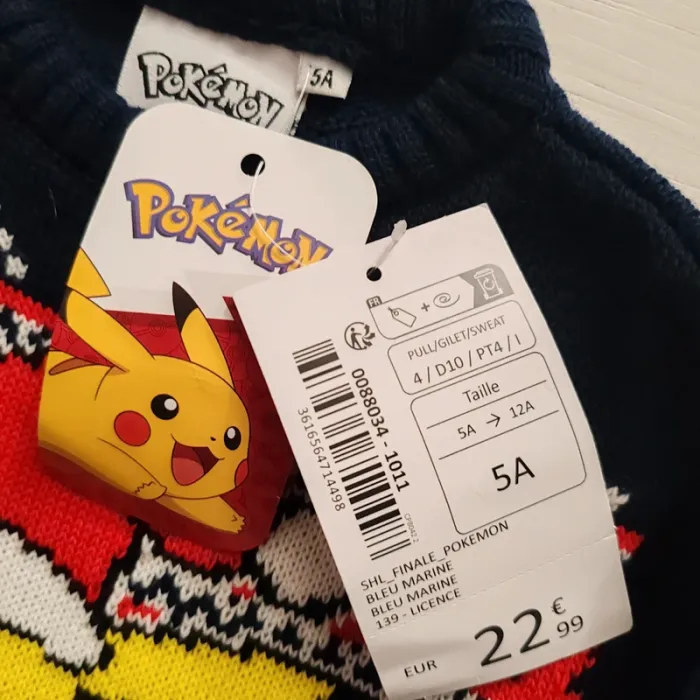 POKéMON
5A
POKéMON
FR
+
PULL/GILET/SWEAT
4 / D10 / PT4 / I
Taille
5A → 12A
5A
0088034 - 1011
3616564714498
SHL_FINALE_POKEMON
BLEU MARINE
BLEU MARINE
139 - LICENCE
EUR 22€99